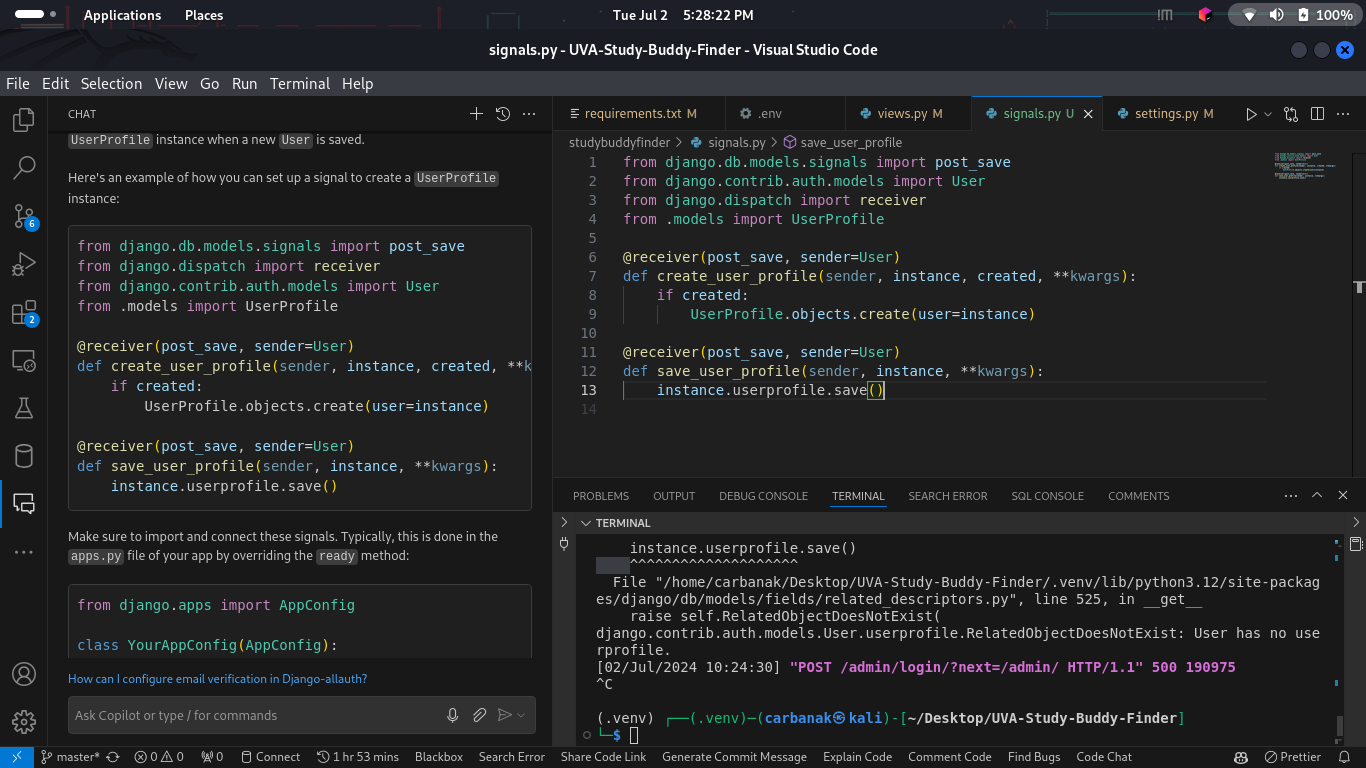 Applications Places
Tue Jul 2 5:28:22 PM
100%
signals.py - UVA-Study-Buddy-Finder - Visual Studio Code
File Edit Selection View Go Run Terminal Help
CHAT
UserProfile instance when a new User is saved.
Here's an example of how you can set up a signal to create a UserProfile
instance:
from django.db.models.signals import post_save
from django.dispatch import receiver
from django.contrib.auth.models import User
from .models import UserProfile
@receiver(post_save, sender=User)
def create_user_profile(sender, instance, created, **k
if created:
UserProfile.objects.create(user=instance)
@receiver(post_save, sender=User)
def save_user_profile(sender, instance, **kwargs):
instance.userprofile.save()
Make sure to import and connect these signals. Typically, this is done in the
apps.py file of your app by overriding the ready method:
from django.apps import AppConfig
class YourAppConfig(AppConfig):
How can I configure email verification in Django-allauth?
Ask Copilot or type / for commands
6
2
requirements.txt M
.env
views.py M
signals.py U
settings.py M
studybuddyfinder > signals.py > save_user_profile
1 from django.db.models.signals import post_save
2 from django.contrib.auth.models import User
3 from django.dispatch import receiver
4 from .models import UserProfile
5
6 @receiver(post_save, sender=User)
7 def create_user_profile(sender, instance, created, **kwargs):
8 if created:
9 UserProfile.objects.create(user=instance)
10
11 @receiver(post_save, sender=User)
12 def save_user_profile(sender, instance, **kwargs):
13 instance.userprofile.save()
14
PROBLEMS OUTPUT DEBUG CONSOLE TERMINAL SEARCH ERROR SQL CONSOLE COMMENTS
TERMINAL
instance.userprofile.save()
^^^^^^^^^^^^^^^^^^^^
File "/home/carbanak/Desktop/UVA-Study-Buddy-Finder/.venv/lib/python3.12/site-packag
es/django/db/models/fields/related_descriptors.py", line 525, in __get__
raise self.RelatedObjectDoesNotExist(
django.contrib.auth.models.User.userprofile.RelatedObjectDoesNotExist: User has no use
rprofile.
[02/Jul/2024 10:24:30] "POST /admin/login/?next=/admin/ HTTP/1.1" 500 190975
^C
(.venv) ┌──(.venv)─(carbanak㉿kali)-[~/Desktop/UVA-Study-Buddy-Finder]
└─$
master* 0 0 0 Connect 1 hr 53 mins Blackbox Search Error Share Code Link Generate Commit Message Explain Code Comment Code Find Bugs Code Chat Prettier